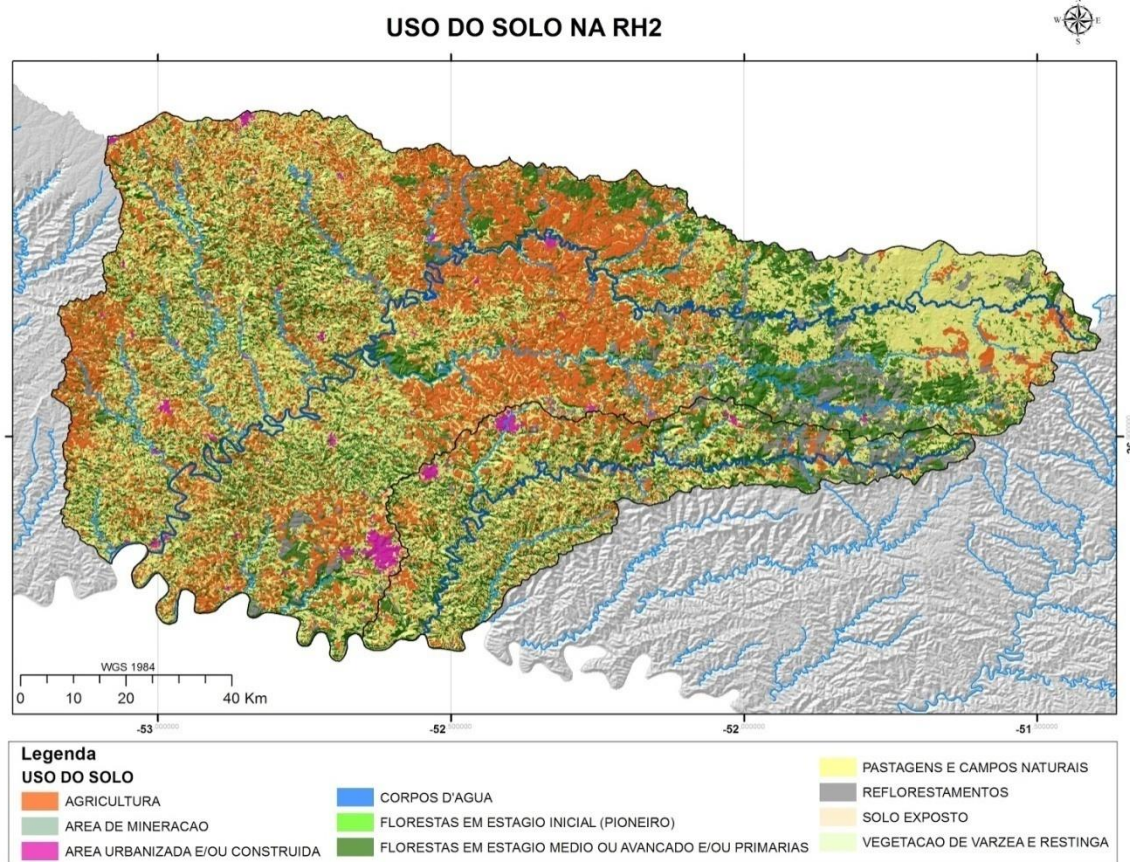 USO DO SOLO NA RH2
W E
S
WGS 1984
0 10 20 40 Km
-53 -52 -52 -51
Legenda
USO DO SOLO
AGRICULTURA
AREA DE MINERACAO
AREA URBANIZADA E/OU CONSTRUIDA
CORPOS D'AGUA
FLORESTAS EM ESTAGIO INICIAL (PIONEIRO)
FLORESTAS EM ESTAGIO MEDIO OU AVANCADO E/OU PRIMARIAS
PASTAGENS E CAMPOS NATURAIS
REFLORESTAMENTOS
SOLO EXPOSTO
VEGETACAO DE VARZEA E RESTINGA